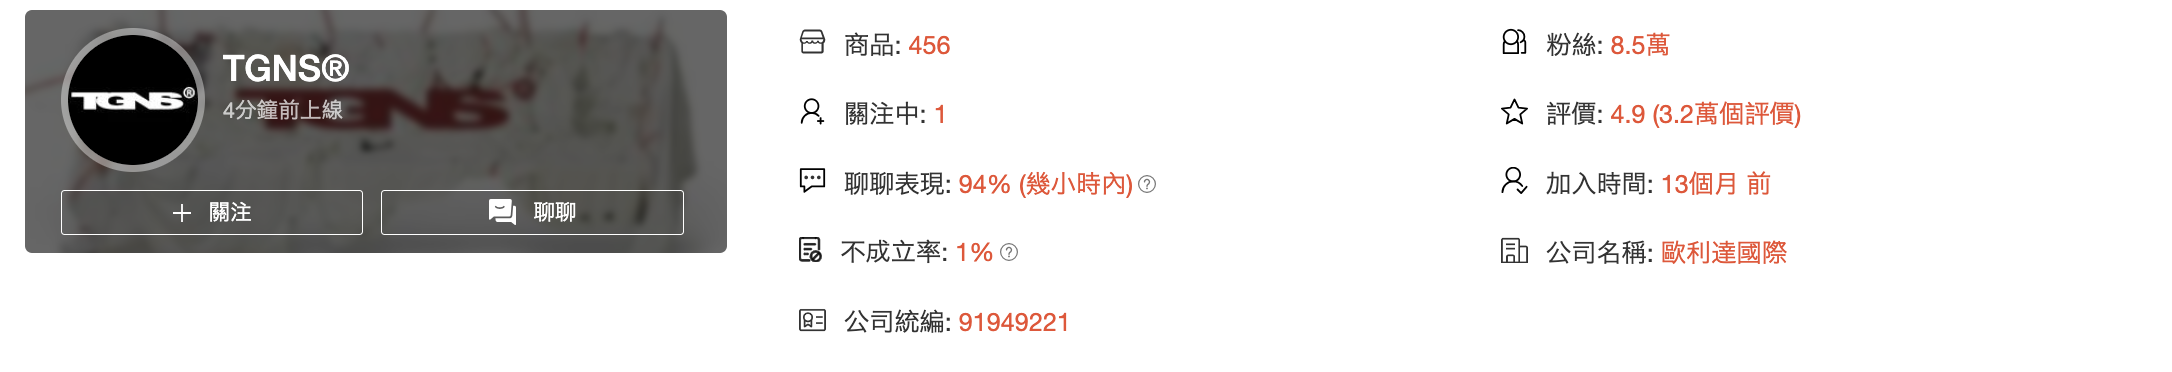 TGNS®
TGNS®
4分鐘前上線
TGNS
關注
聊聊
商品: 456
關注中: 1
聊聊表現: 94% (幾小時內)
不成立率: 1%
公司統編: 91949221
粉絲: 8.5萬
評價: 4.9 (3.2萬個評價)
加入時間: 13個月 前
公司名稱: 歐利達國際